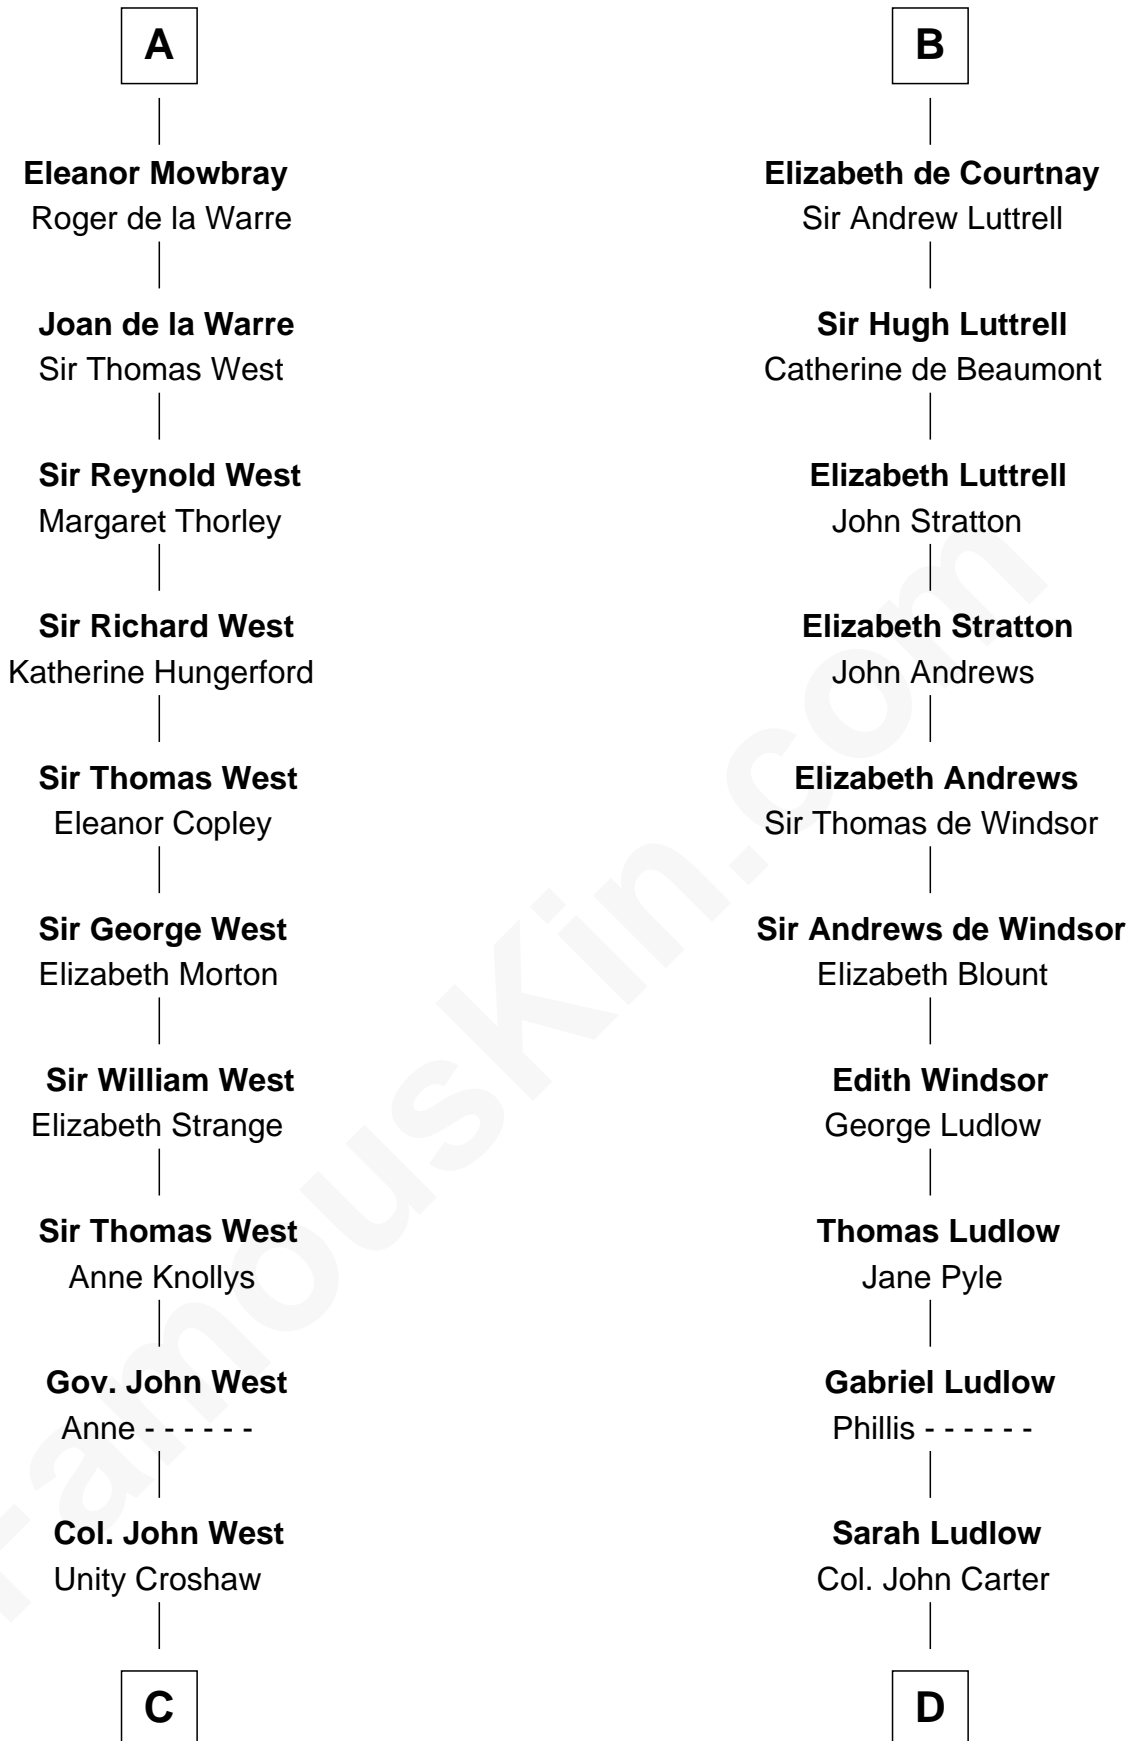 A
Eleanor Mowbray
Roger de la Warre
Joan de la Warre
Sir Thomas West
Sir Reynold West
Margaret Thorley
Sir Richard West
Katherine Hungerford
Sir Thomas West
Eleanor Copley
Sir George West
Elizabeth Morton
Sir William West
Elizabeth Strange
Sir Thomas West
Anne Knollys
Gov. John West
Anne - - - - - -
Col. John West
Unity Croshaw
C
B
Elizabeth de Courtnay
Sir Andrew Luttrell
Sir Hugh Luttrell
Catherine de Beaumont
Elizabeth Luttrell
John Stratton
Elizabeth Stratton
John Andrews
Elizabeth Andrews
Sir Thomas de Windsor
Sir Andrews de Windsor
Elizabeth Blount
Edith Windsor
George Ludlow
Thomas Ludlow
Jane Pyle
Gabriel Ludlow
Phillis - - - - - -
Sarah Ludlow
Col. John Carter
D
FamousKin.com